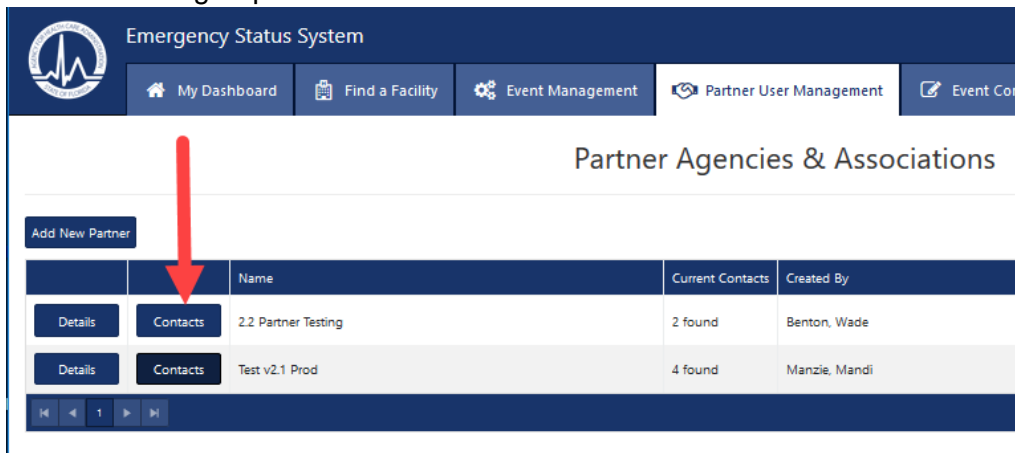 Emergency Status System
My Dashboard Find a Facility Event Management Partner User Management Event Co
Partner Agencies & Associations
Add New Partner
Name Current Contacts Created By
Details Contacts 2.2 Partner Testing 2 found Benton, Wade
Details Contacts Test v2.1 Prod 4 found Manzie, Mandi
1